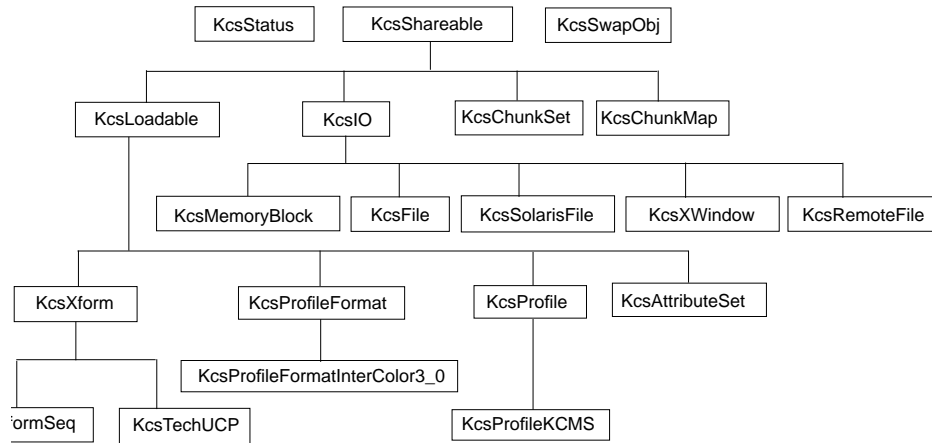 KcsStatus
KcsShareable
KcsSwapObj
KcsLoadable
KcsIO
KcsChunkSet
KcsChunkMap
KcsMemoryBlock
KcsFile
KcsSolarisFile
KcsXWindow
KcsRemoteFile
KcsXform
KcsProfileFormat
KcsProfile
KcsAttributeSet
KcsProfileFormatInterColor3_0
formSeq
KcsTechUCP
KcsProfileKCMS